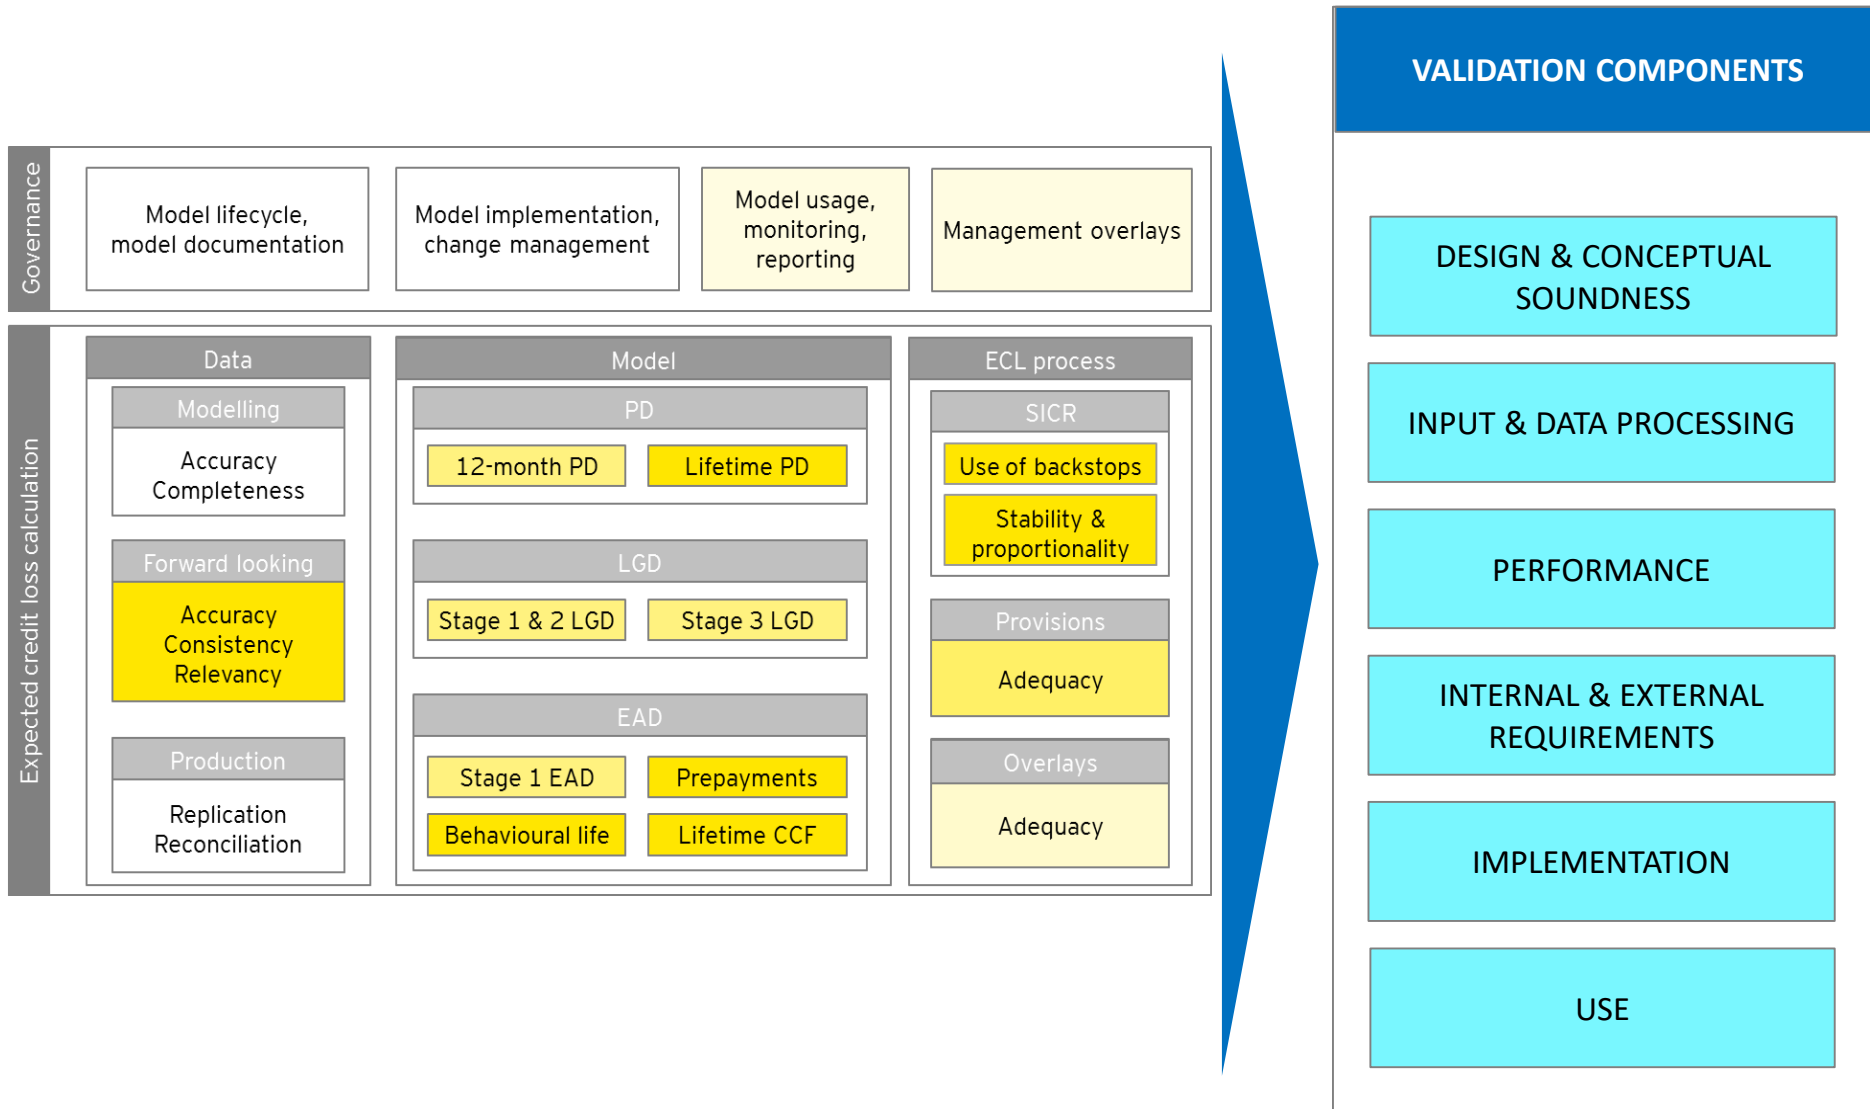 VALIDATION COMPONENTS
Governance
Model lifecycle,
model documentation
Model implementation,
change management
Model usage,
monitoring,
reporting
Management overlays
Expected credit loss calculation
Data
Modelling
Accuracy
Completeness
Forward looking
Accuracy
Consistency
Relevancy
Production
Replication
Reconciliation
Model
PD
12-month PD
Lifetime PD
LGD
Stage 1 & 2 LGD
Stage 3 LGD
EAD
Stage 1 EAD
Prepayments
Behavioural life
Lifetime CCF
ECL process
SICR
Use of backstops
Stability &
proportionality
Provisions
Adequacy
Overlays
Adequacy
DESIGN & CONCEPTUAL
SOUNDNESS
INPUT & DATA PROCESSING
PERFORMANCE
INTERNAL & EXTERNAL
REQUIREMENTS
IMPLEMENTATION
USE